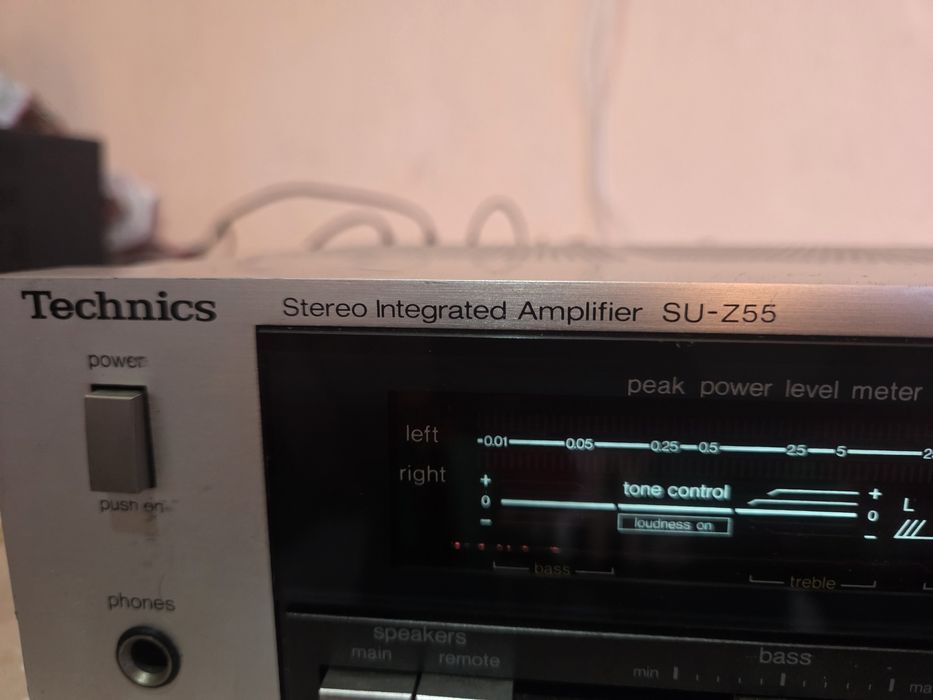 Technics Stereo Integrated Amplifier SU-Z55
power
peak power level meter
left
-0.01 0.05 0.25 0.5 2.5 5
right
+
0
-
tone control
loudness on
+
0
-
L
push on
bass
treble
phones
speakers
main remote
bass
min